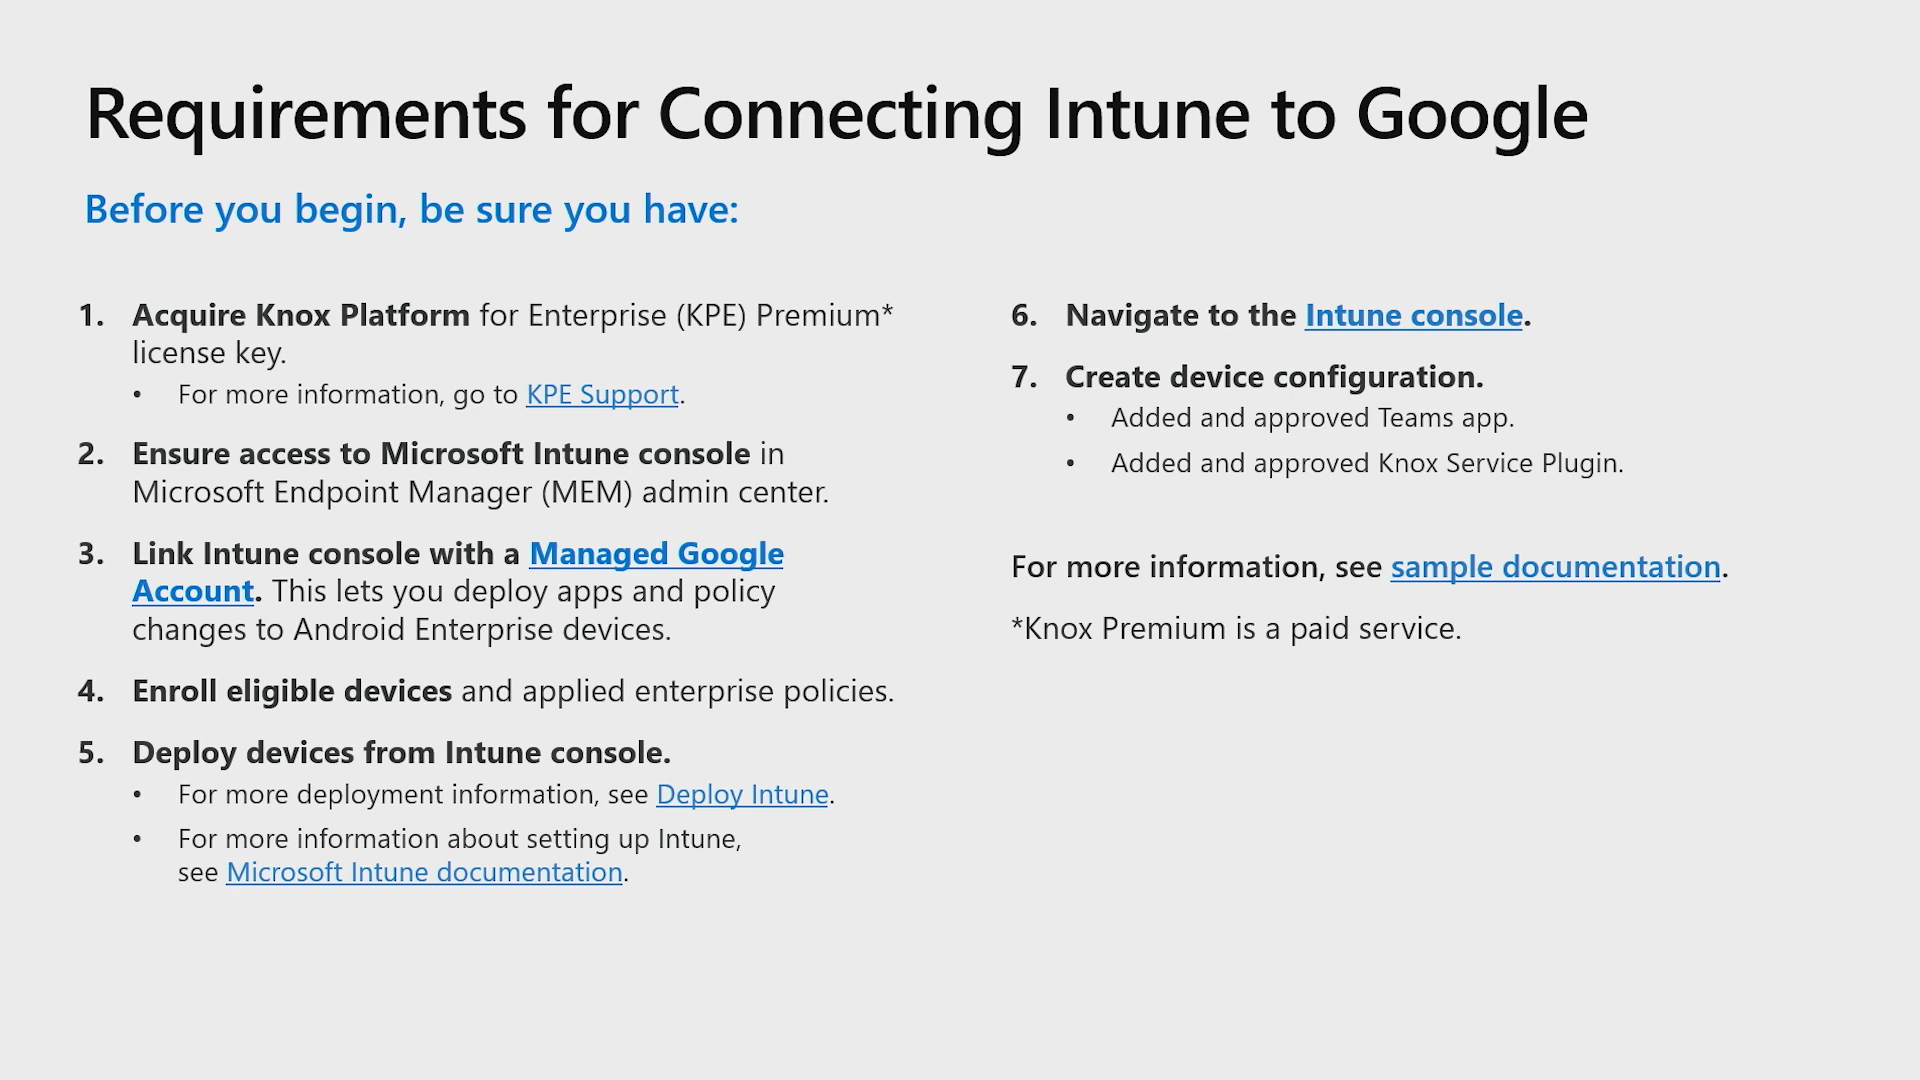 Requirements for Connecting Intune to Google
Before you begin, be sure you have:
1. Acquire Knox Platform for Enterprise (KPE) Premium*
license key.
• For more information, go to KPE Support.
2. Ensure access to Microsoft Intune console in
Microsoft Endpoint Manager (MEM) admin center.
3. Link Intune console with a Managed Google
Account. This lets you deploy apps and policy
changes to Android Enterprise devices.
4. Enroll eligible devices and applied enterprise policies.
5. Deploy devices from Intune console.
• For more deployment information, see Deploy Intune.
• For more information about setting up Intune,
see Microsoft Intune documentation.
6. Navigate to the Intune console.
7. Create device configuration.
• Added and approved Teams app.
• Added and approved Knox Service Plugin.
For more information, see sample documentation.
*Knox Premium is a paid service.